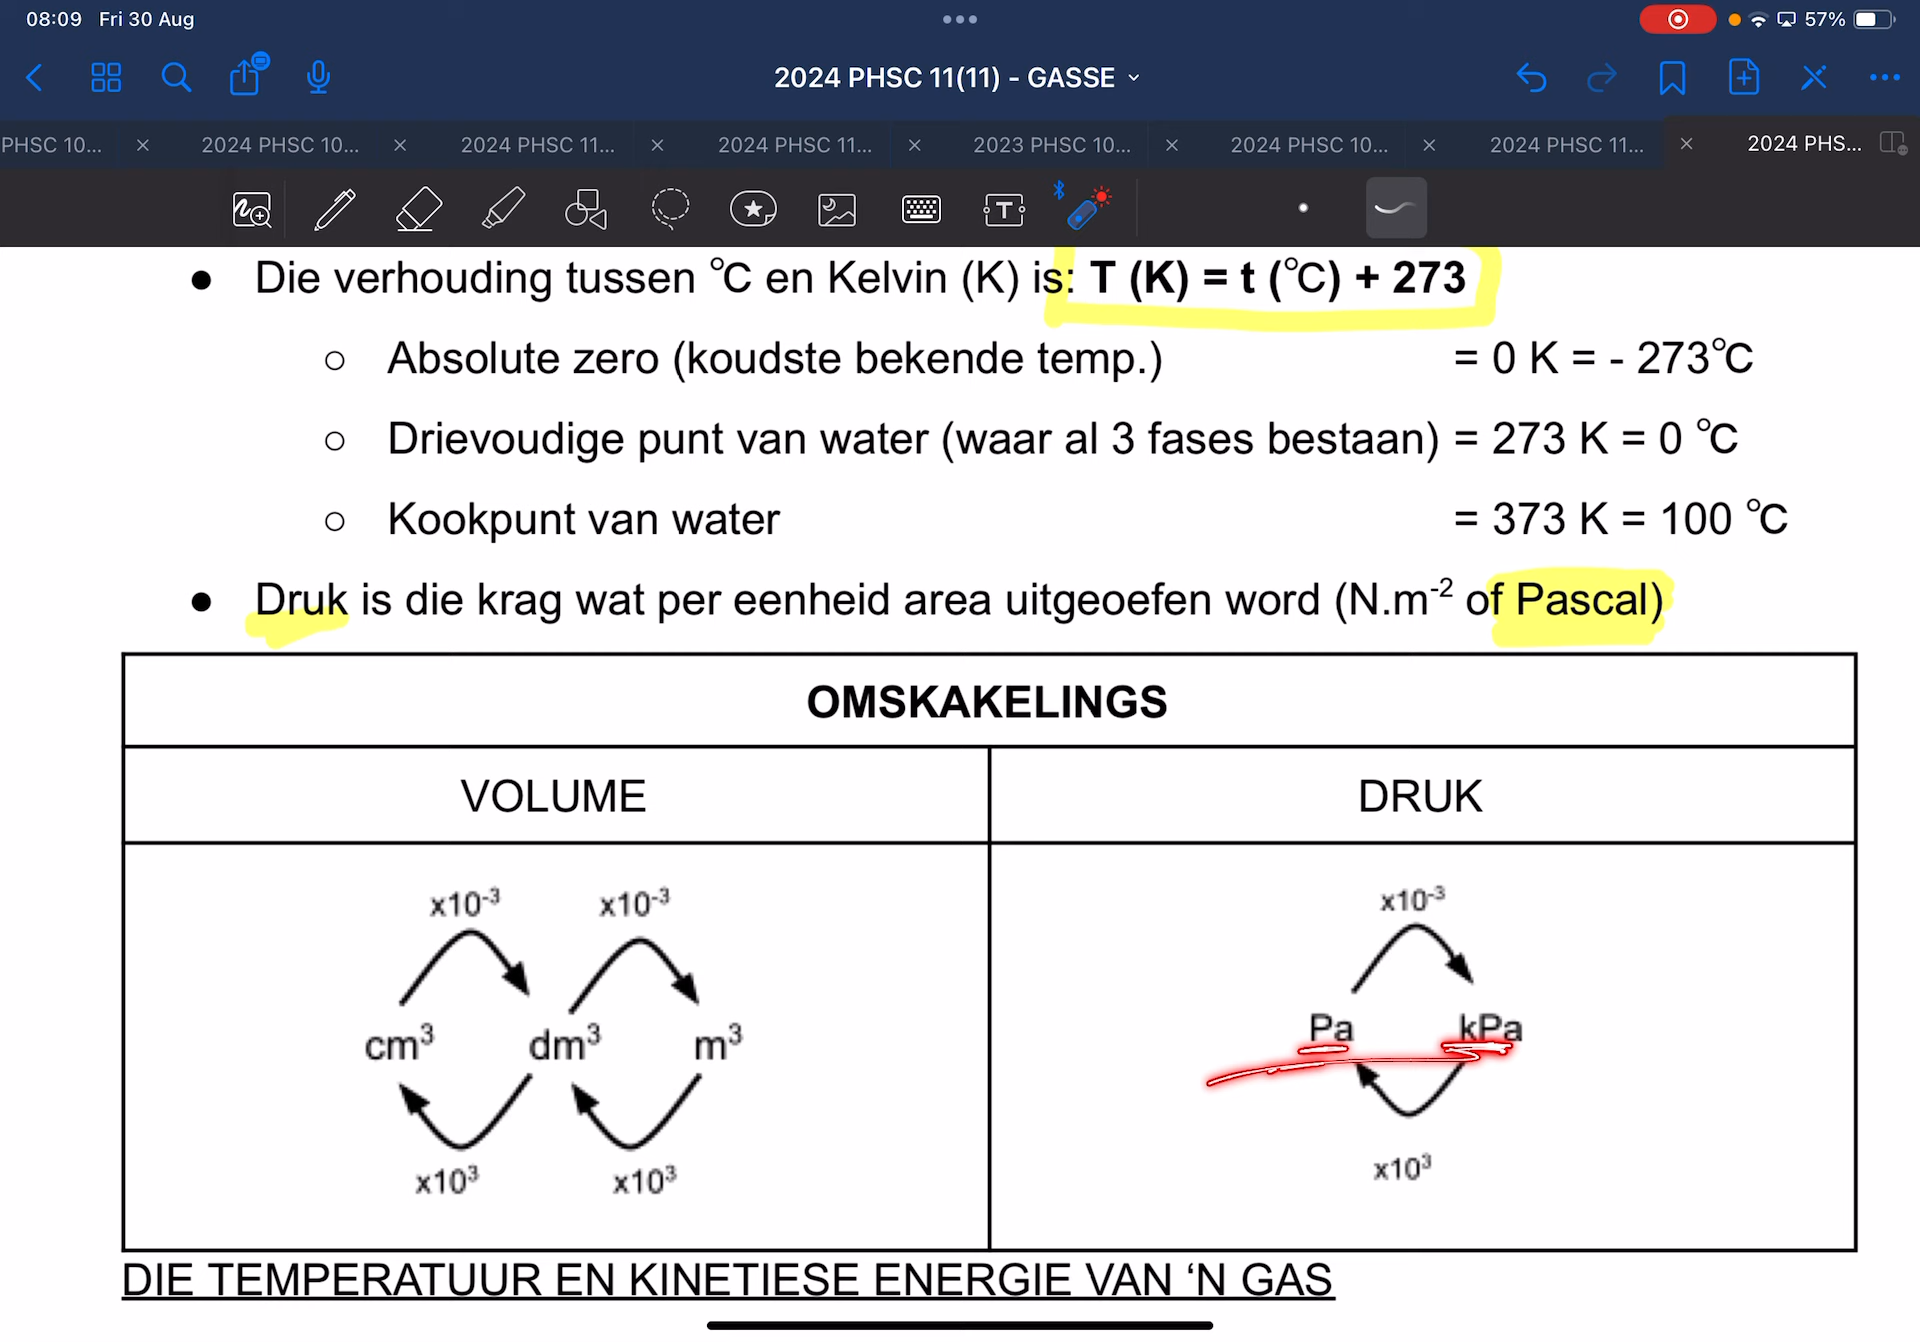 08:09 Fri 30 Aug
57%
2024 PHSC 11(11) - GASSE
PHSC 10... 2024 PHSC 10... 2024 PHSC 11... 2024 PHSC 11... 2023 PHSC 10... 2024 PHSC 10... 2024 PHSC 11... 2024 PHS...
• Die verhouding tussen °C en Kelvin (K) is: T (K) = t (°C) + 273
○ Absolute zero (koudste bekende temp.) = 0 K = - 273°C
○ Drievoudige punt van water (waar al 3 fases bestaan) = 273 K = 0 °C
○ Kookpunt van water = 373 K = 100 °C
• Druk is die krag wat per eenheid area uitgeoefen word (N.m⁻² of Pascal)
OMSKAKELINGS
VOLUME
DRUK
x10⁻³ x10⁻³
cm³ dm³ m³
x10³ x10³
x10⁻³
Pa kPa
x10³
DIE TEMPERATUUR EN KINETIESE ENERGIE VAN ‘N GAS